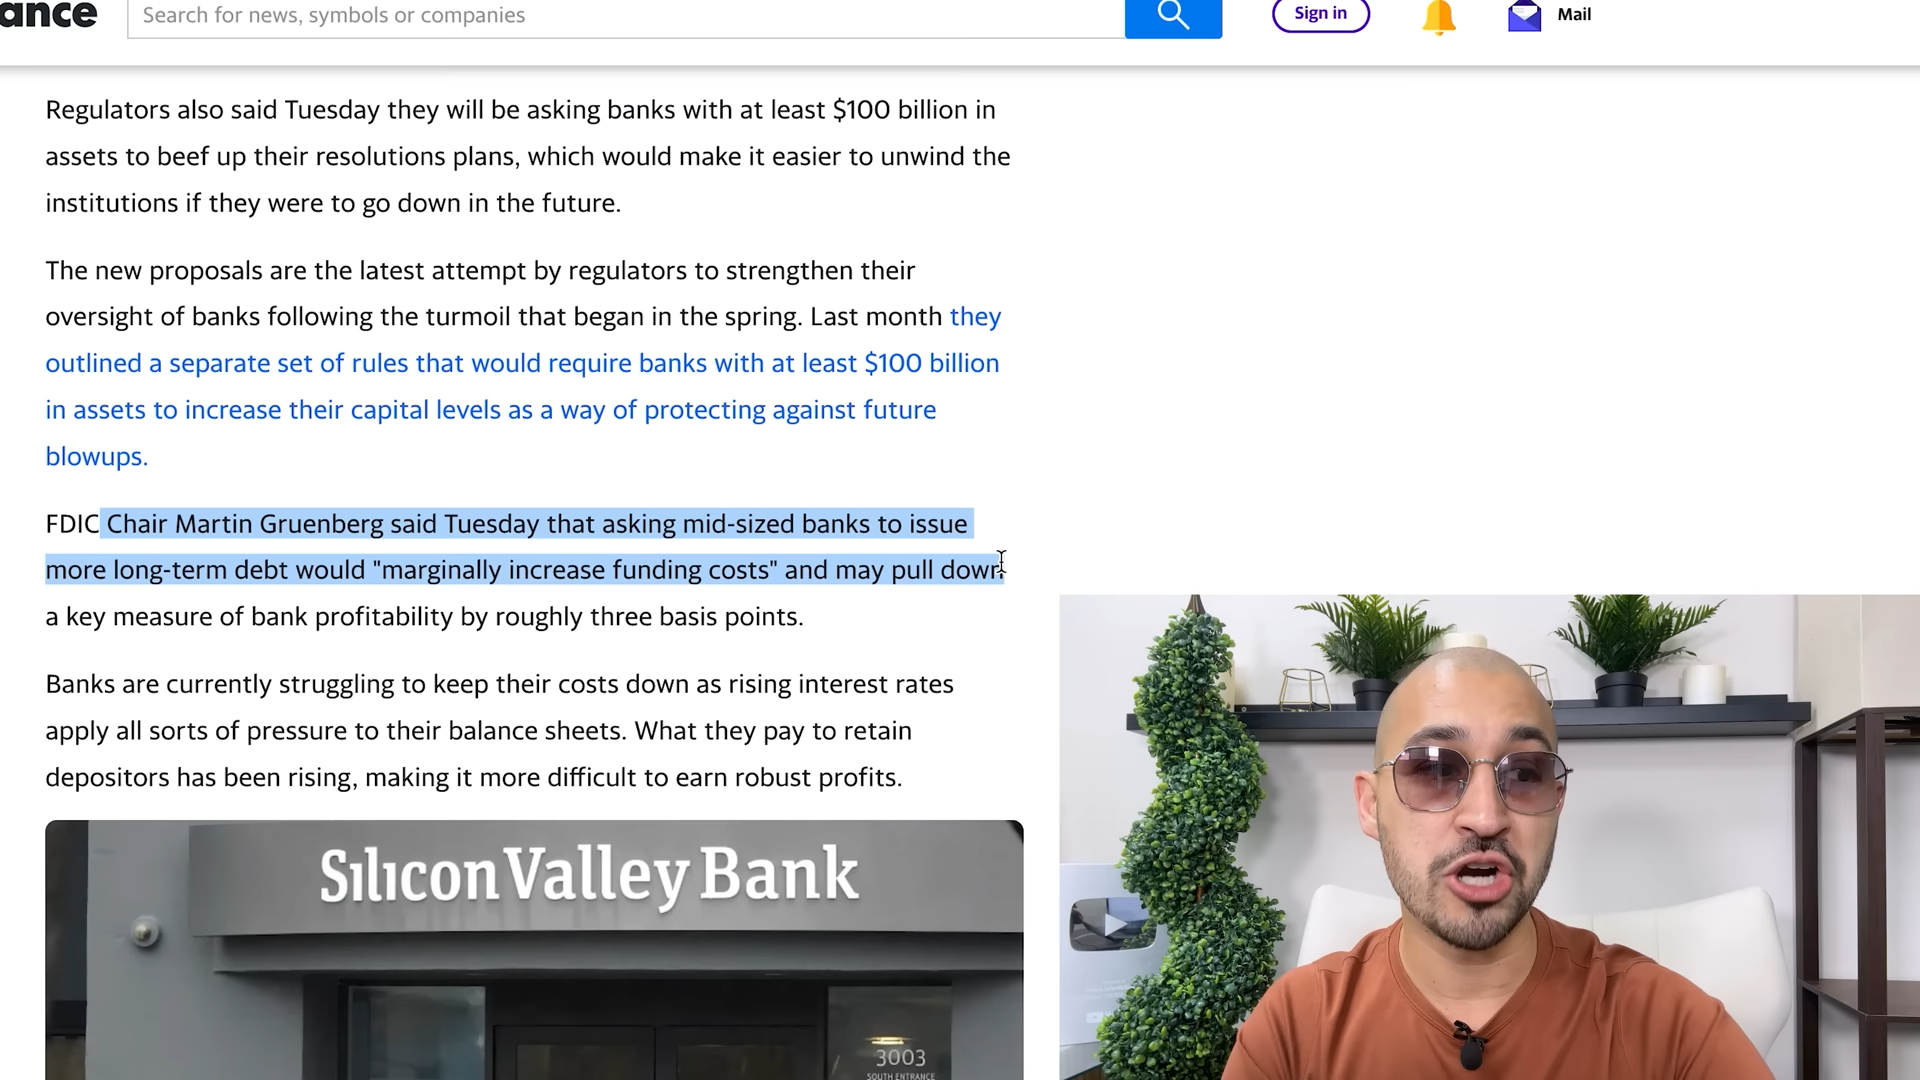 ance
Search for news, symbols or companies
Sign in
Mail
Regulators also said Tuesday they will be asking banks with at least $100 billion in
assets to beef up their resolutions plans, which would make it easier to unwind the
institutions if they were to go down in the future.
The new proposals are the latest attempt by regulators to strengthen their
oversight of banks following the turmoil that began in the spring. Last month they
outlined a separate set of rules that would require banks with at least $100 billion
in assets to increase their capital levels as a way of protecting against future
blowups.
FDIC Chair Martin Gruenberg said Tuesday that asking mid-sized banks to issue
more long-term debt would "marginally increase funding costs" and may pull down
a key measure of bank profitability by roughly three basis points.
Banks are currently struggling to keep their costs down as rising interest rates
apply all sorts of pressure to their balance sheets. What they pay to retain
depositors has been rising, making it more difficult to earn robust profits.
Silicon Valley Bank
3003
SOUTH ENTRANCE